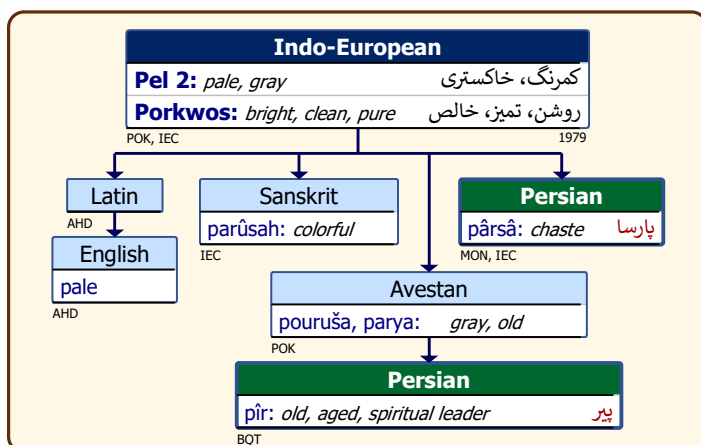 Indo-European
Pel 2: pale, gray کمرنگ، خاکستری
Porkwos: bright, clean, pure روشن، تمیز، خالص
POK, IEC 1979
Latin
AHD
English
pale
AHD
Sanskrit
parûsah: colorful
IEC
Persian
pârsâ: chaste پارسا
MON, IEC
Avestan
pouruša, parya: gray, old
POK
Persian
pîr: old, aged, spiritual leader پیر
BQT